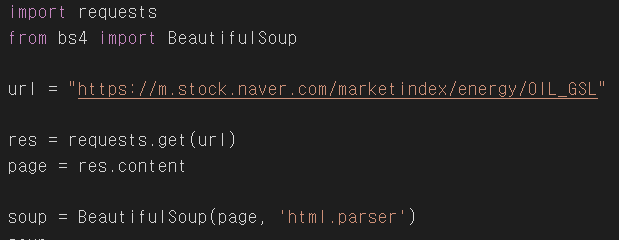 import requests
from bs4 import BeautifulSoup
url = "https://m.stock.naver.com/marketindex/energy/OIL_GSL"
res = requests.get(url)
page = res.content
soup = BeautifulSoup(page, 'html.parser')